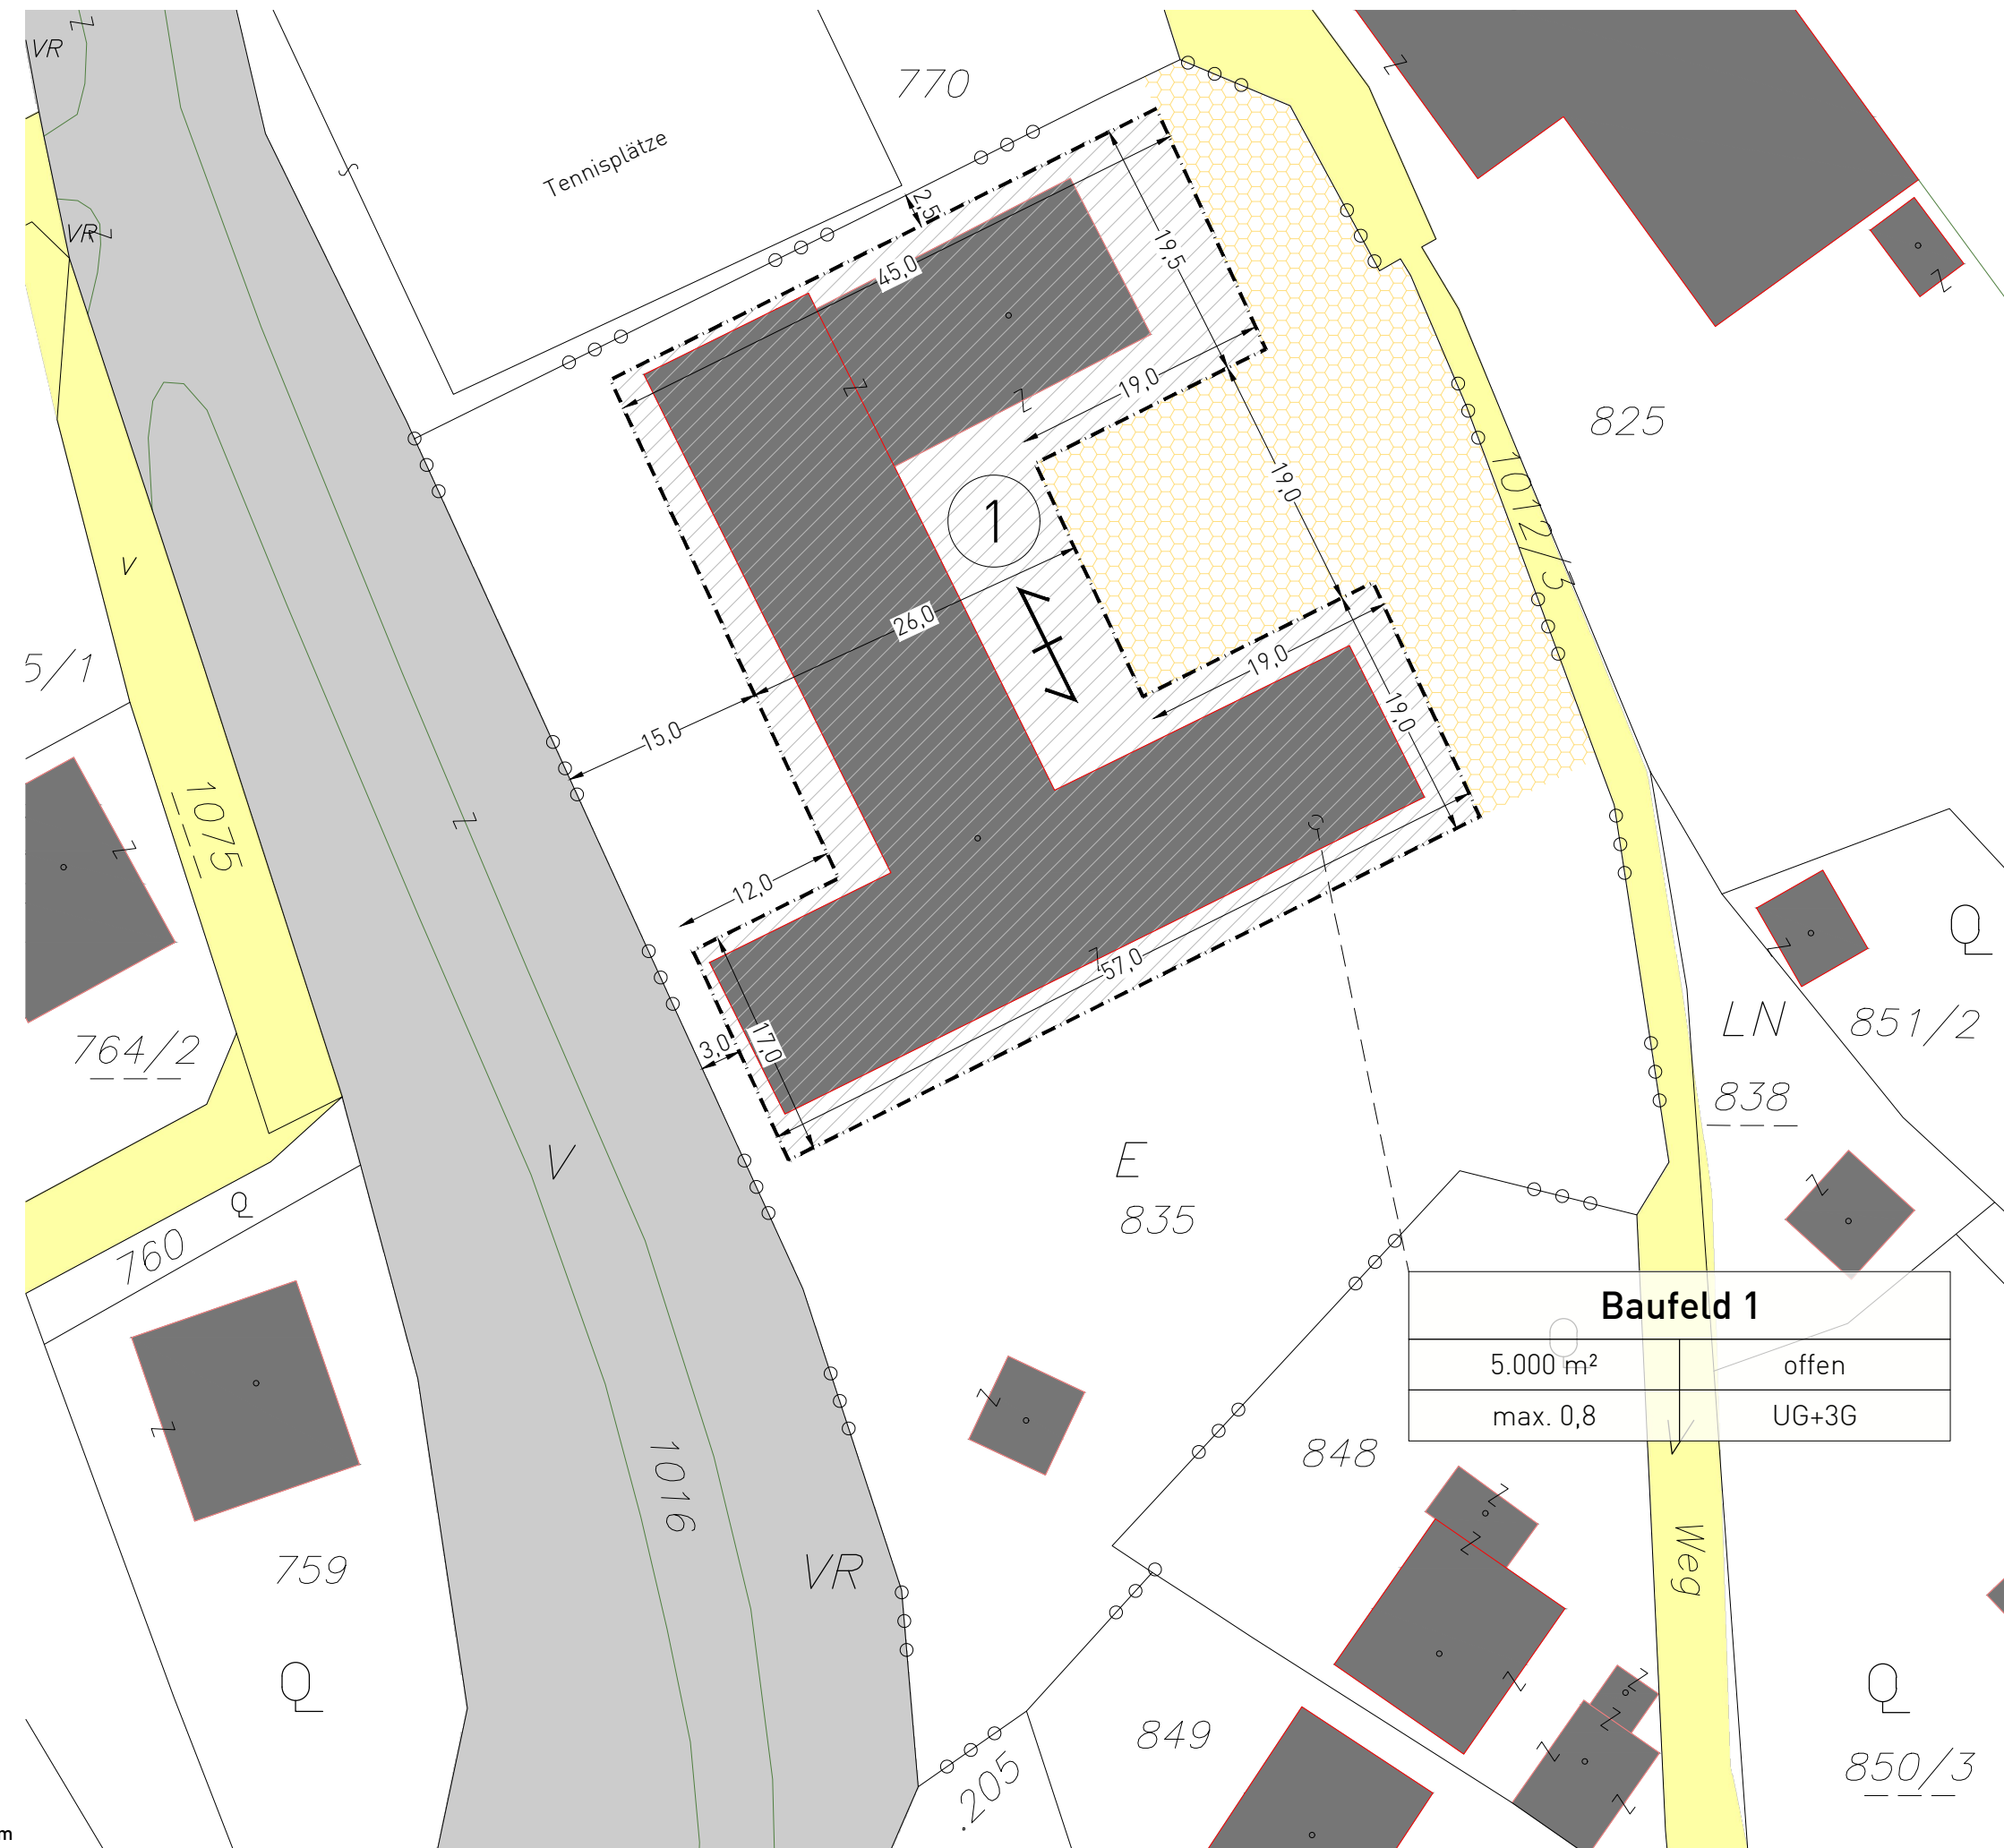 VR
770
Tennisplätze
2,5
VR
19,5
45,0
19,0
825
19,0
1012/3
1
V
26,0
19,0
5/1
15,0
19,0
1075
12,0
57,0
LN
851/2
764/2
3,0
17,0
838
V
E
835
760
Baufeld 1
5.000 m² offen
max. 0,8 UG+3G
848
1016
VR
759
Weg
849
.205
850/3
m